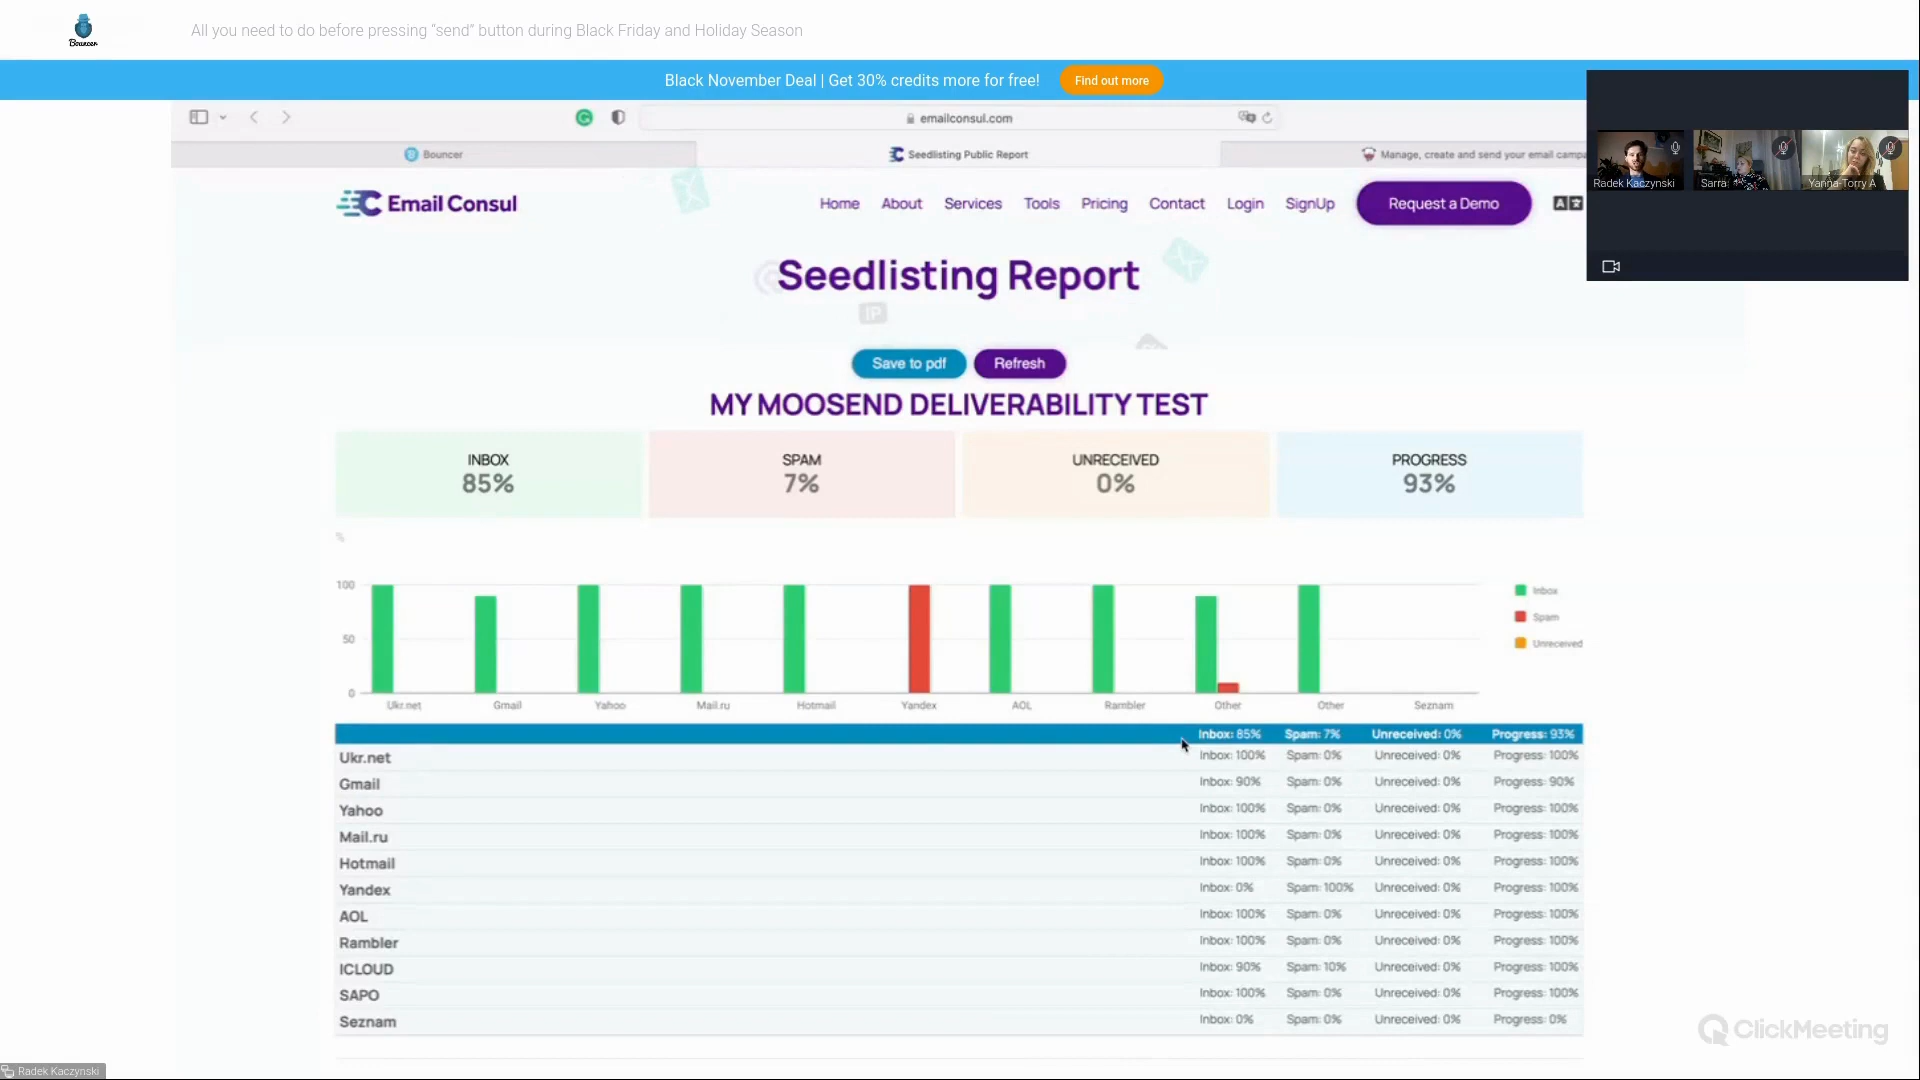 Bouncer
All you need to do before pressing “send” button during Black Friday and Holiday Season
Black November Deal | Get 30% credits more for free! Find out more
emailconsul.com
Bouncer Seedlisting Public Report Manage, create and send your email campa
Radek Kaczynski Sarra Yanna-Torry A
Email Consul Home About Services Tools Pricing Contact Login SignUp Request a Demo
Seedlisting Report
IP
Save to pdf Refresh
MY MOOSEND DELIVERABILITY TEST
INBOX SPAM UNRECEIVED PROGRESS
85% 7% 0% 93%
%
100
50
0
Inbox
Spam
Unreceived
Ukr.net Gmail Yahoo Mail.ru Hotmail Yandex AOL Rambler Other Other Seznam
Inbox: 85% Spam: 7% Unreceived: 0% Progress: 93%
Ukr.net Inbox: 100% Spam: 0% Unreceived: 0% Progress: 100%
Gmail Inbox: 90% Spam: 0% Unreceived: 0% Progress: 90%
Yahoo Inbox: 100% Spam: 0% Unreceived: 0% Progress: 100%
Mail.ru Inbox: 100% Spam: 0% Unreceived: 0% Progress: 100%
Hotmail Inbox: 100% Spam: 0% Unreceived: 0% Progress: 100%
Yandex Inbox: 0% Spam: 100% Unreceived: 0% Progress: 100%
AOL Inbox: 100% Spam: 0% Unreceived: 0% Progress: 100%
Rambler Inbox: 100% Spam: 0% Unreceived: 0% Progress: 100%
ICLOUD Inbox: 90% Spam: 10% Unreceived: 0% Progress: 100%
SAPO Inbox: 100% Spam: 0% Unreceived: 0% Progress: 100%
Seznam Inbox: 0% Spam: 0% Unreceived: 0% Progress: 0%
ClickMeeting
Radek Kaczynski